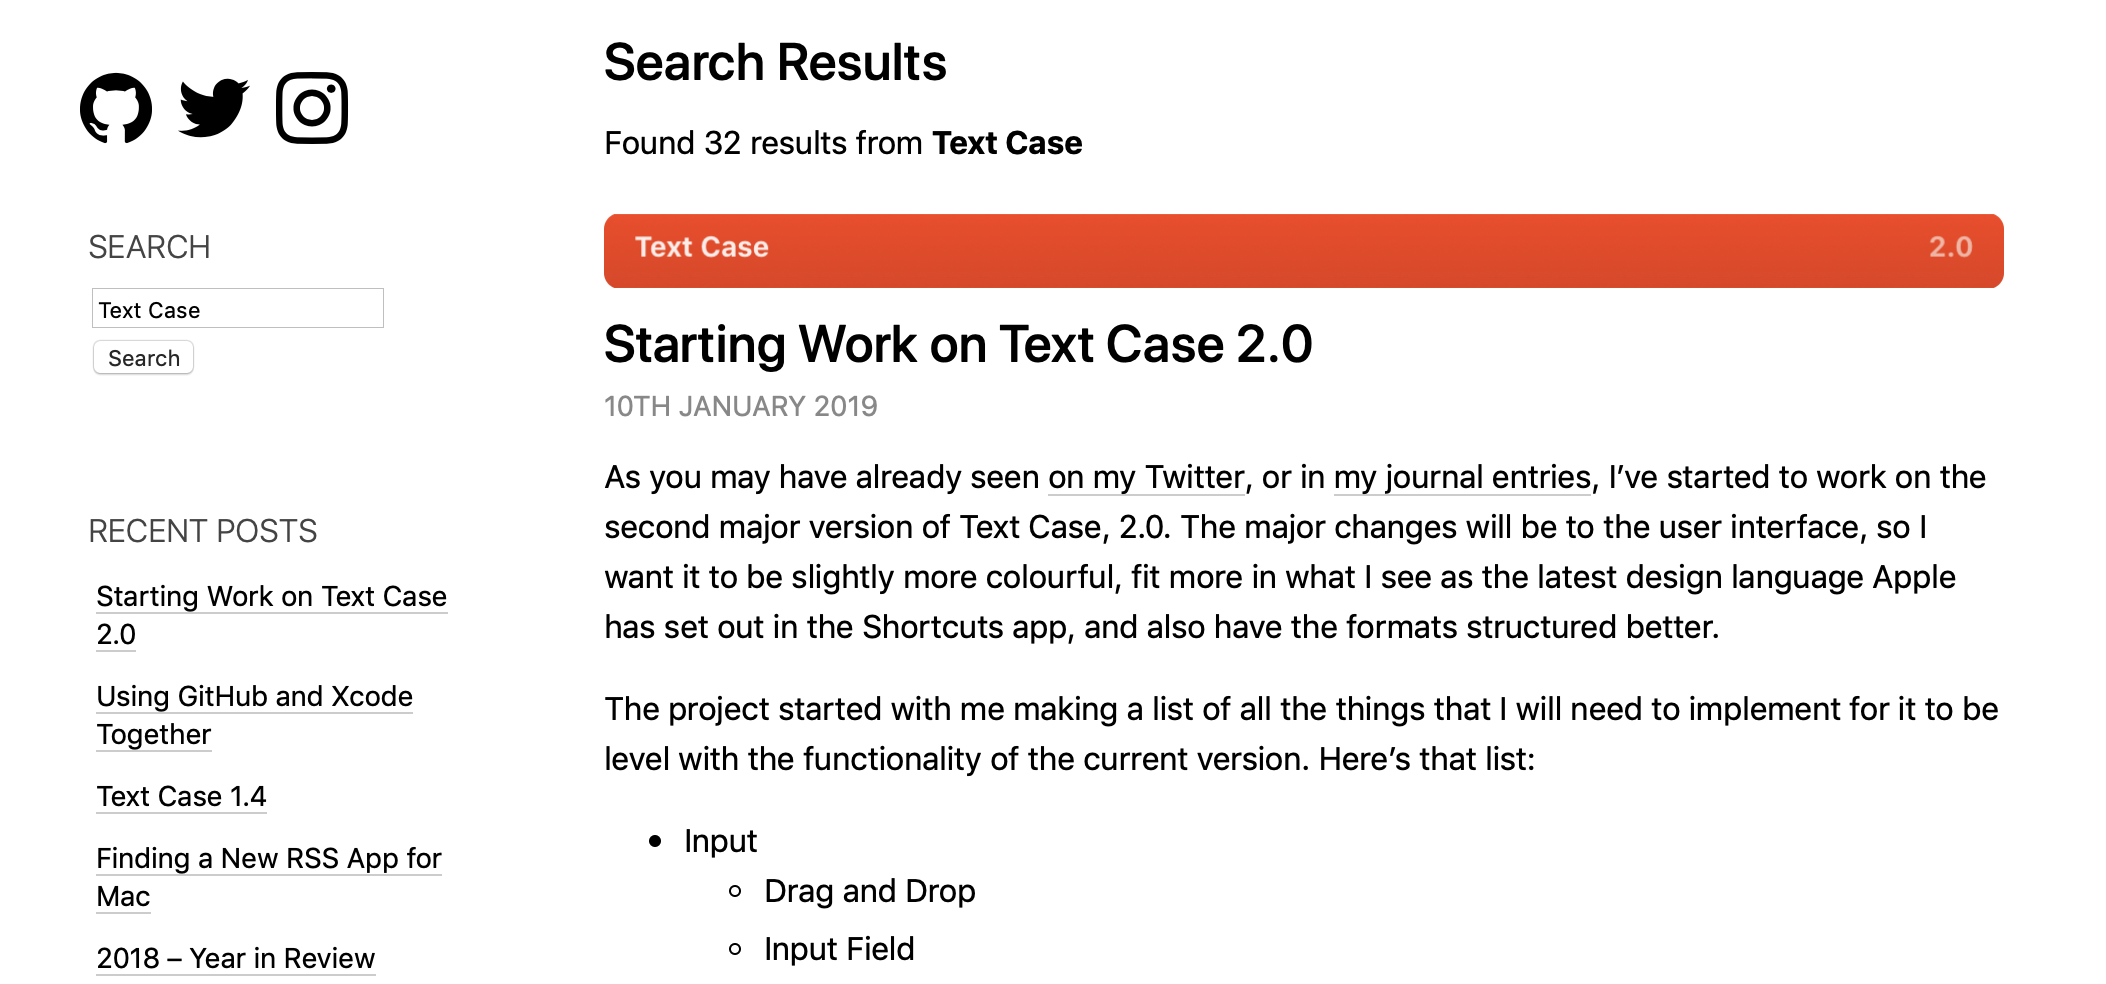 SEARCH
Text Case
Search
RECENT POSTS
Starting Work on Text Case
2.0
Using GitHub and Xcode
Together
Text Case 1.4
Finding a New RSS App for
Mac
2018 – Year in Review
Search Results
Found 32 results from Text Case
Text Case 2.0
Starting Work on Text Case 2.0
10TH JANUARY 2019
As you may have already seen on my Twitter, or in my journal entries, I’ve started to work on the
second major version of Text Case, 2.0. The major changes will be to the user interface, so I
want it to be slightly more colourful, fit more in what I see as the latest design language Apple
has set out in the Shortcuts app, and also have the formats structured better.
The project started with me making a list of all the things that I will need to implement for it to be
level with the functionality of the current version. Here’s that list:
Input
Drag and Drop
Input Field